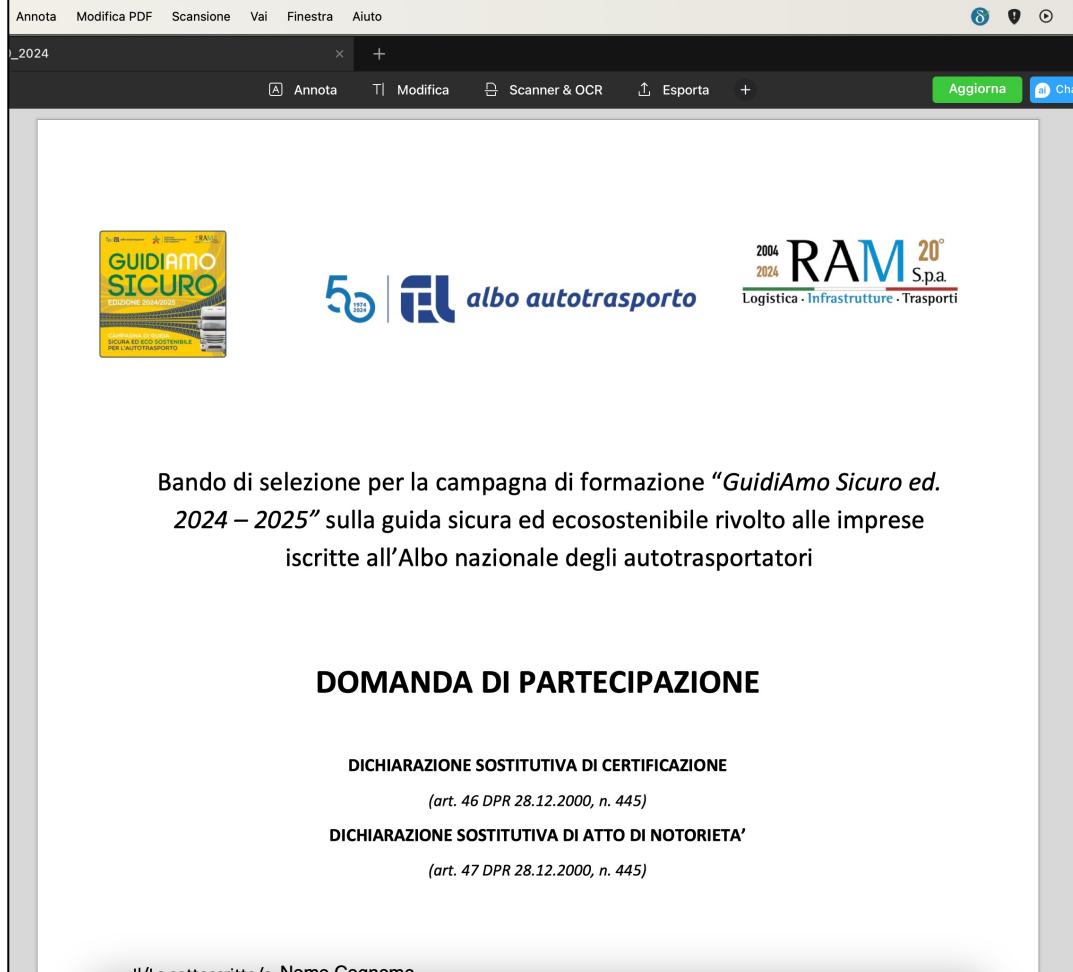 Annota Modifica PDF Scansione Vai Finestra Aiuto
_2024
Annota Modifica Scanner & OCR Esporta
Aggiorna
GUIDIAMO
SICURO
EDIZIONE 2024/2025
CAMPAGNA DI GUIDA
SICURA ED ECO SOSTENIBILE
PER L'AUTOTRASPORTO
50 1974 2024 albo autotrasporto
2004 2024 RAM 20° S.p.a.
Logistica · Infrastrutture · Trasporti
Bando di selezione per la campagna di formazione “GuidiAmo Sicuro ed.
2024 – 2025” sulla guida sicura ed ecosostenibile rivolto alle imprese
iscritte all’Albo nazionale degli autotrasportatori
DOMANDA DI PARTECIPAZIONE
DICHIARAZIONE SOSTITUTIVA DI CERTIFICAZIONE
(art. 46 DPR 28.12.2000, n. 445)
DICHIARAZIONE SOSTITUTIVA DI ATTO DI NOTORIETA’
(art. 47 DPR 28.12.2000, n. 445)
Nome Cognome